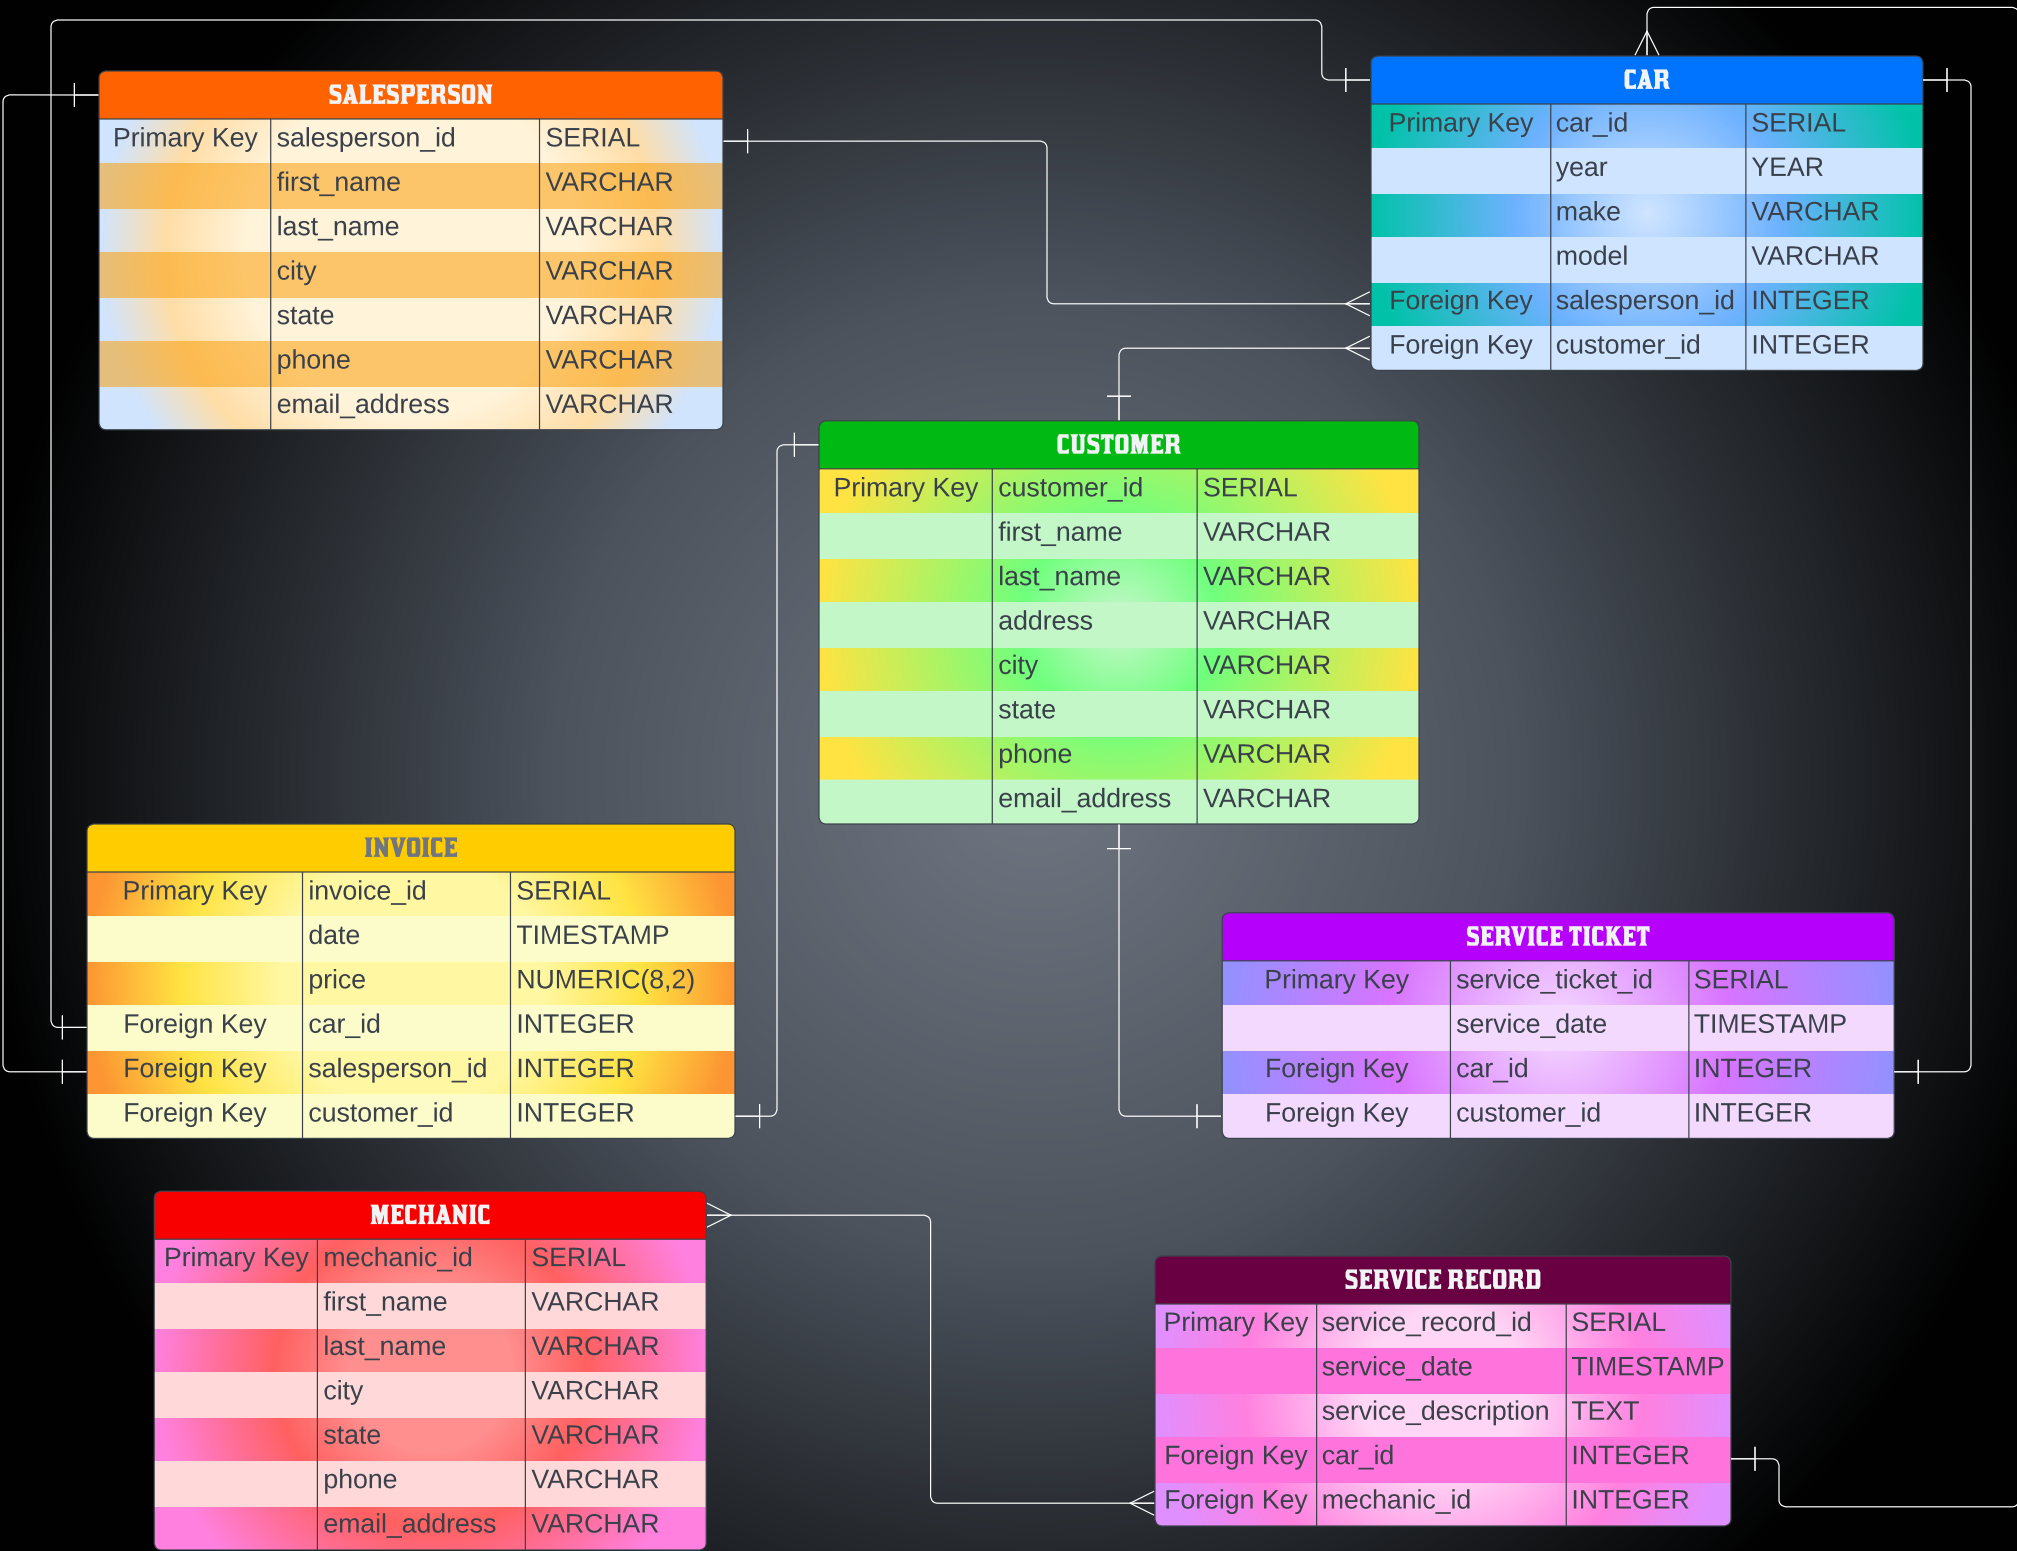 SALESPERSON
Primary Key salesperson_id SERIAL
first_name VARCHAR
last_name VARCHAR
city VARCHAR
state VARCHAR
phone VARCHAR
email_address VARCHAR
CAR
Primary Key car_id SERIAL
year YEAR
make VARCHAR
model VARCHAR
Foreign Key salesperson_id INTEGER
Foreign Key customer_id INTEGER
CUSTOMER
Primary Key customer_id SERIAL
first_name VARCHAR
last_name VARCHAR
address VARCHAR
city VARCHAR
state VARCHAR
phone VARCHAR
email_address VARCHAR
INVOICE
Primary Key invoice_id SERIAL
date TIMESTAMP
price NUMERIC(8,2)
Foreign Key car_id INTEGER
Foreign Key salesperson_id INTEGER
Foreign Key customer_id INTEGER
SERVICE TICKET
Primary Key service_ticket_id SERIAL
service_date TIMESTAMP
Foreign Key car_id INTEGER
Foreign Key customer_id INTEGER
MECHANIC
Primary Key mechanic_id SERIAL
first_name VARCHAR
last_name VARCHAR
city VARCHAR
state VARCHAR
phone VARCHAR
email_address VARCHAR
SERVICE RECORD
Primary Key service_record_id SERIAL
service_date TIMESTAMP
service_description TEXT
Foreign Key car_id INTEGER
Foreign Key mechanic_id INTEGER